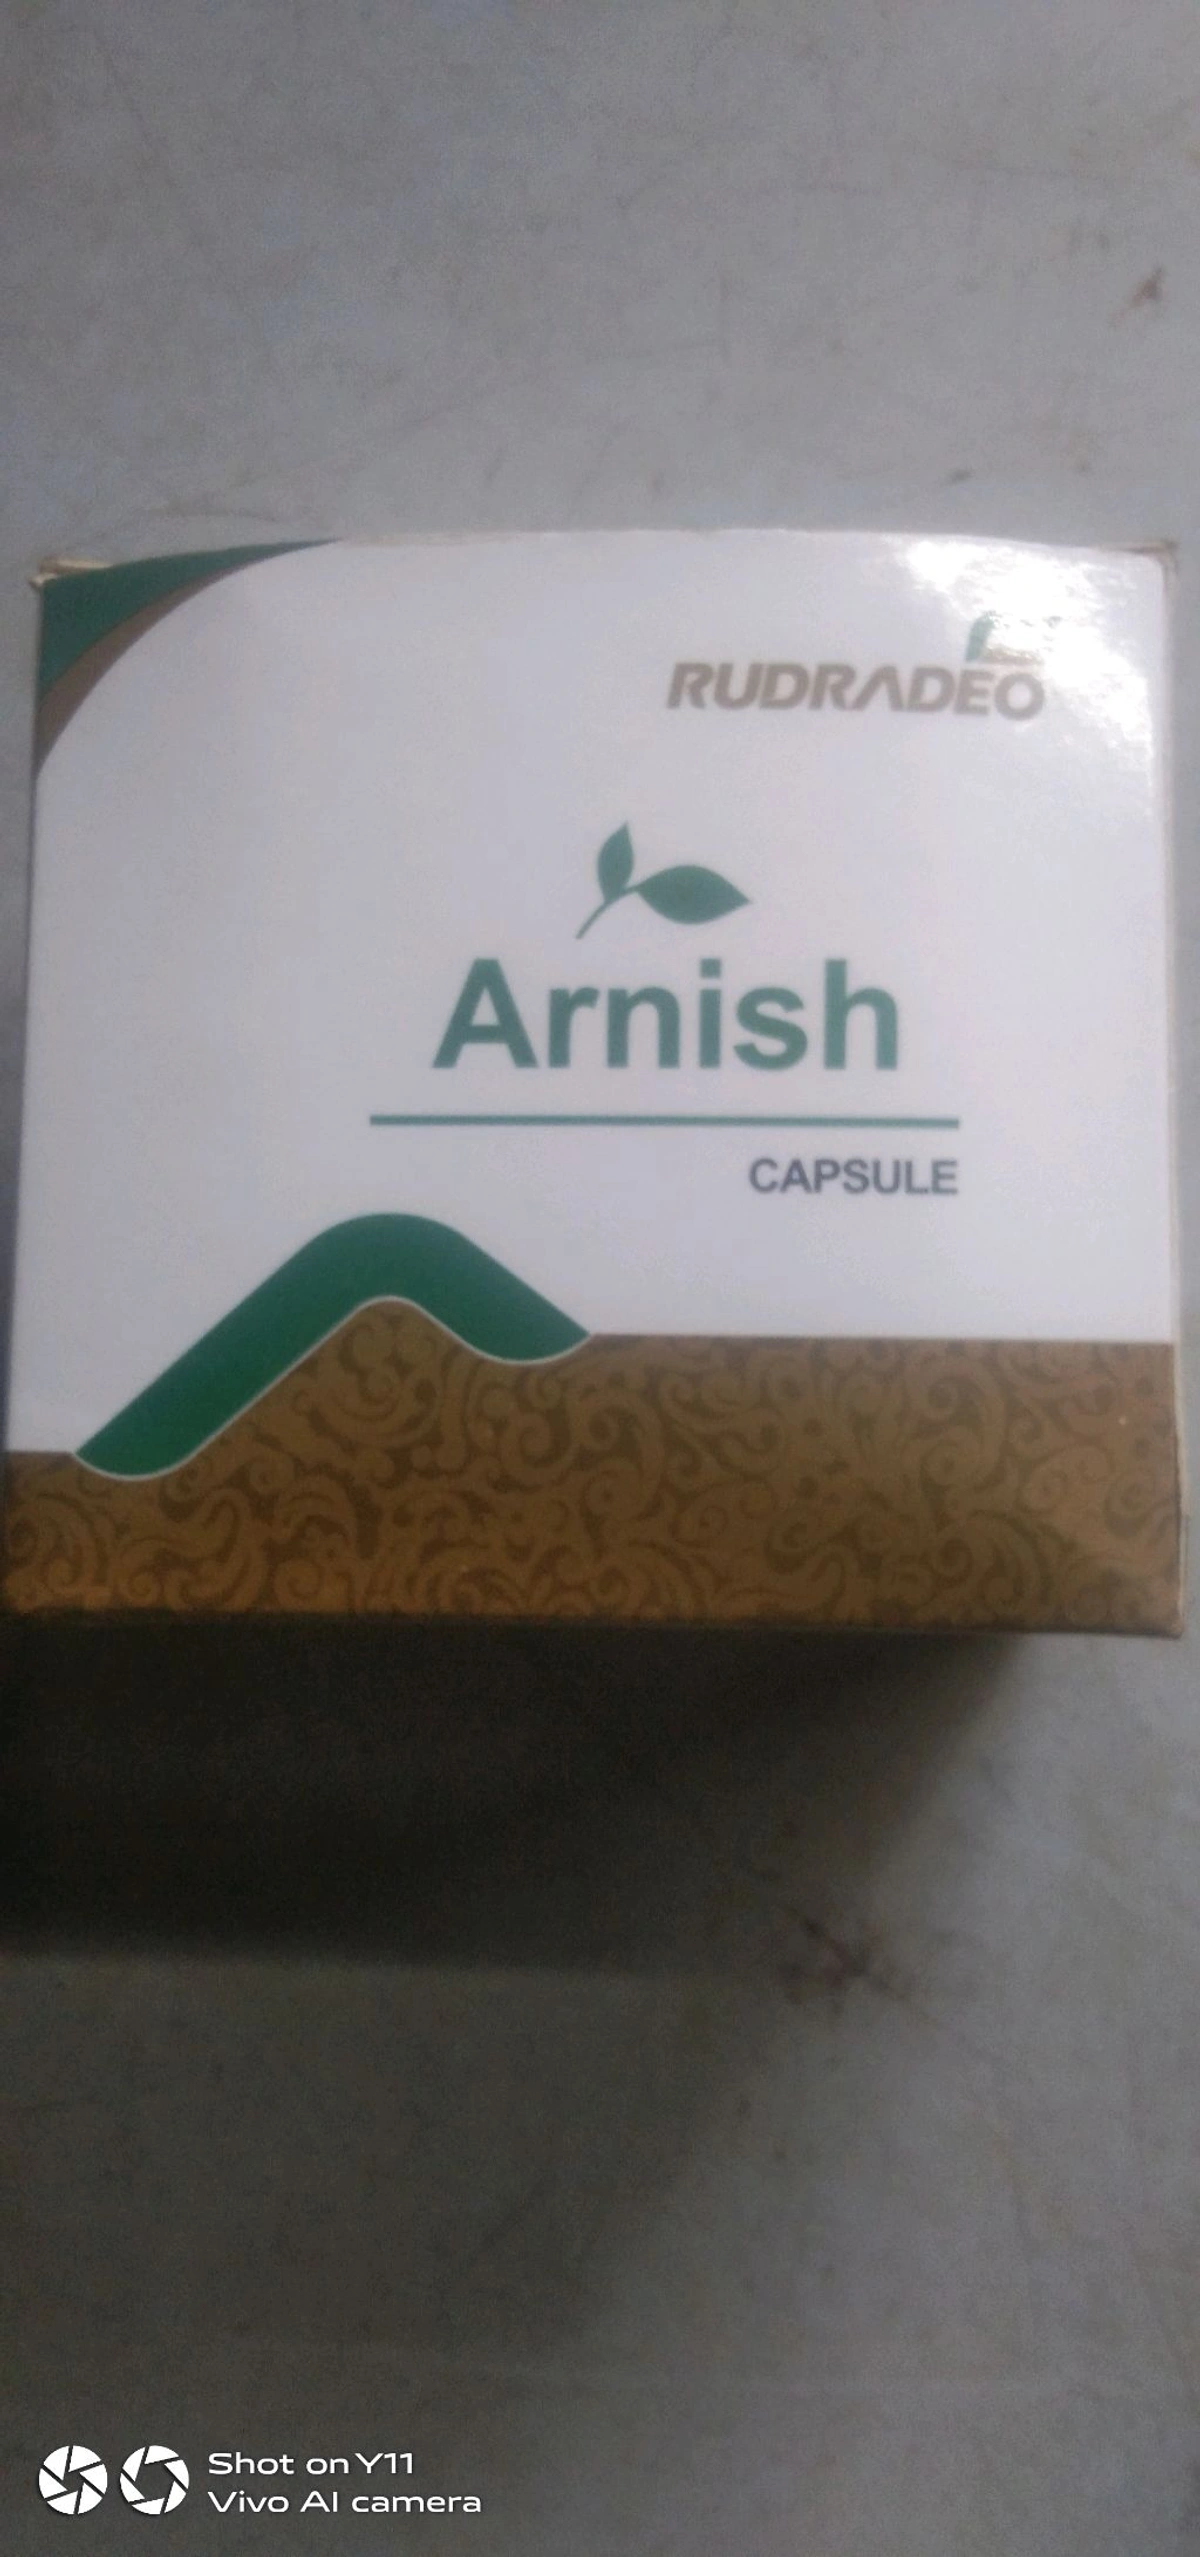 RUDRADEO
Arnish
CAPSULE
Shot on Y11
Vivo AI camera